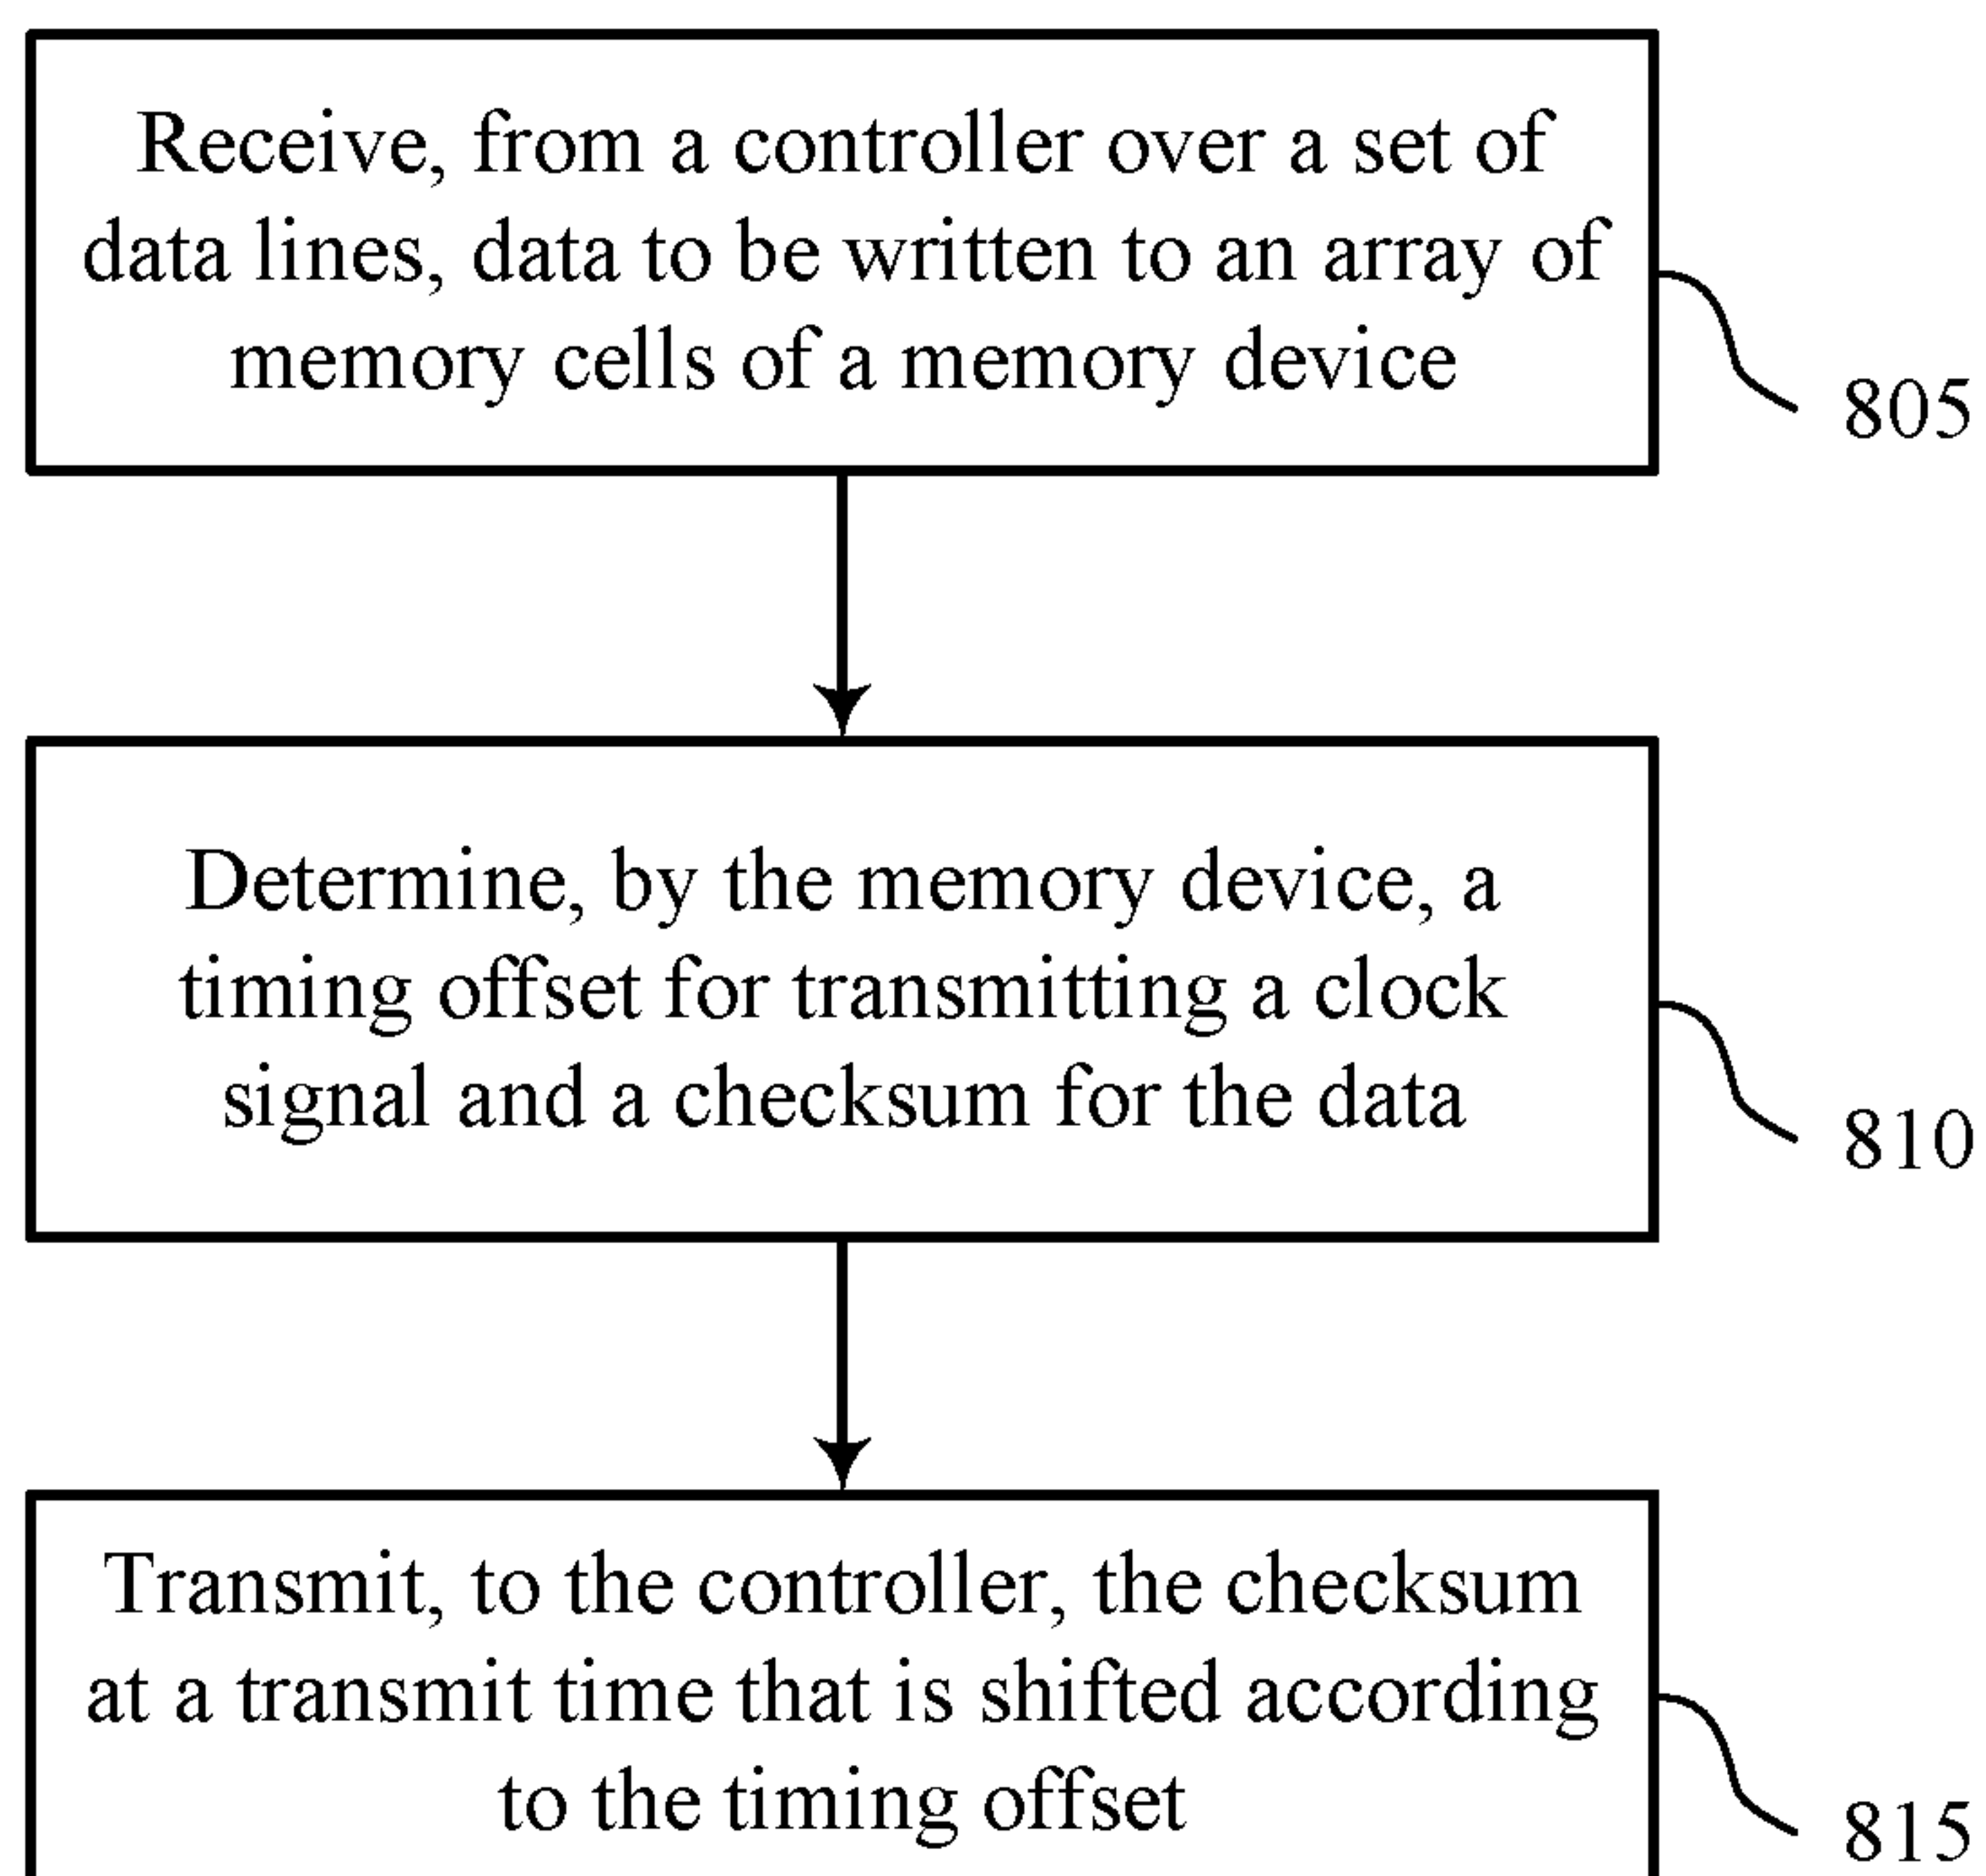 Receive, from a controller over a set of
data lines, data to be written to an array of
memory cells of a memory device
805
Determine, by the memory device, a
timing offset for transmitting a clock
signal and a checksum for the data
810
Transmit, to the controller, the checksum
at a transmit time that is shifted according
to the timing offset
815